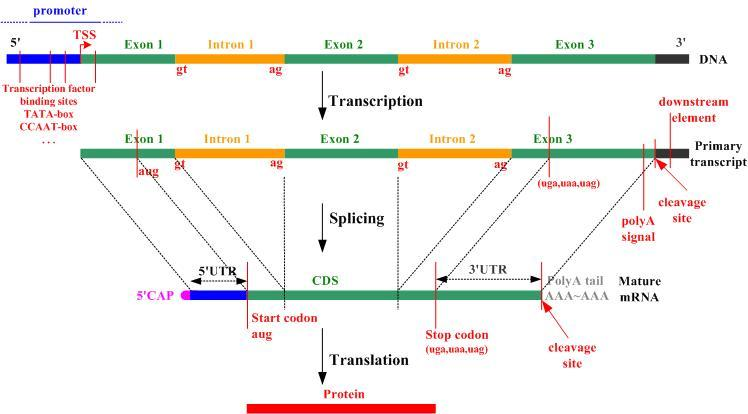 promoter
5'
TSS
Exon 1
Intron 1
Exon 2
Intron 2
Exon 3
3'
DNA
gt
ag
gt
ag
Transcription factor
binding sites
TATA-box
CCAAT-box
. . .
Transcription
downstream
element
Exon 1
Intron 1
Exon 2
Intron 2
Exon 3
Primary
transcript
aug
gt
ag
gt
ag
(uga,uaa,uag)
cleavage
site
polyA
signal
Splicing
5'UTR
CDS
3'UTR
PolyA tail
AAA~AAA
Mature
mRNA
5'CAP
Start codon
aug
Stop codon
(uga,uaa,uag)
cleavage
site
Translation
Protein